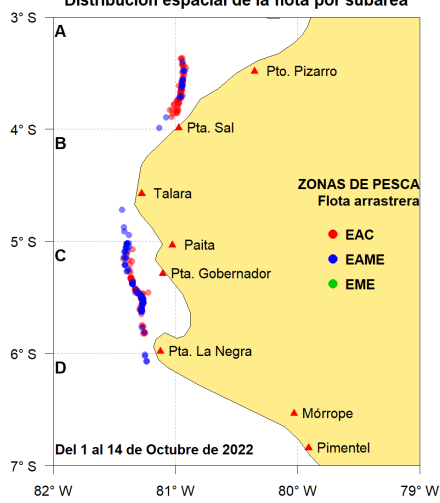 Distribución espacial de la flota por subárea
3° S
A
Pto. Pizarro
4° S
Pta. Sal
B
Talara
ZONAS DE PESCA
Flota arrastrera
EAC
5° S
Paita
C
EAME
Pta. Gobernador
EME
6° S
Pta. La Negra
D
Mórrope
Del 1 al 14 de Octubre de 2022
Pimentel
7° S
82° W
81° W
80° W
79° W